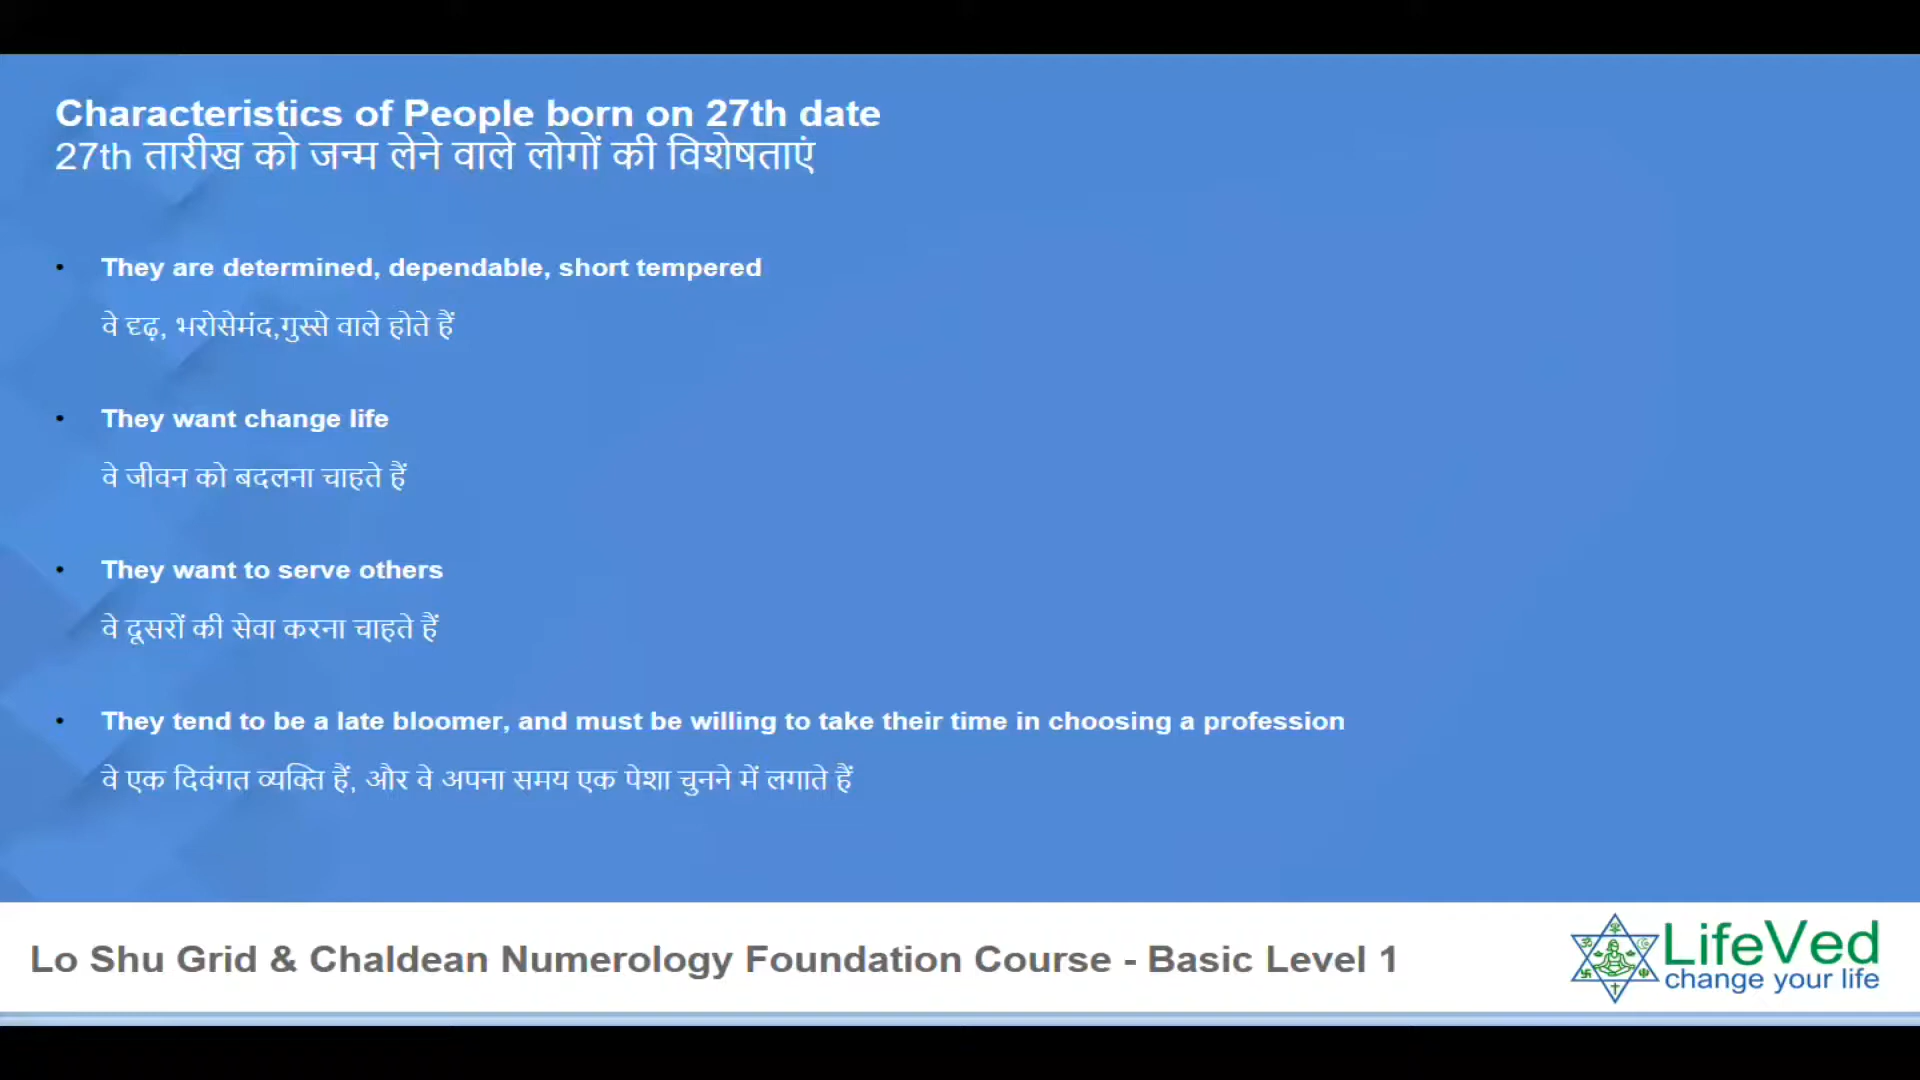 Characteristics of People born on 27th date
27th तारीख को जन्म लेने वाले लोगों की विशेषताएं
• They are determined, dependable, short tempered
वे दृढ़, भरोसेमंद,गुस्से वाले होते हैं
• They want change life
वे जीवन को बदलना चाहते हैं
• They want to serve others
वे दूसरों की सेवा करना चाहते हैं
• They tend to be a late bloomer, and must be willing to take their time in choosing a profession
वे एक दिवंगत व्यक्ति हैं, और वे अपना समय एक पेशा चुनने में लगाते हैं
Lo Shu Grid & Chaldean Numerology Foundation Course - Basic Level 1
LifeVed
change your life